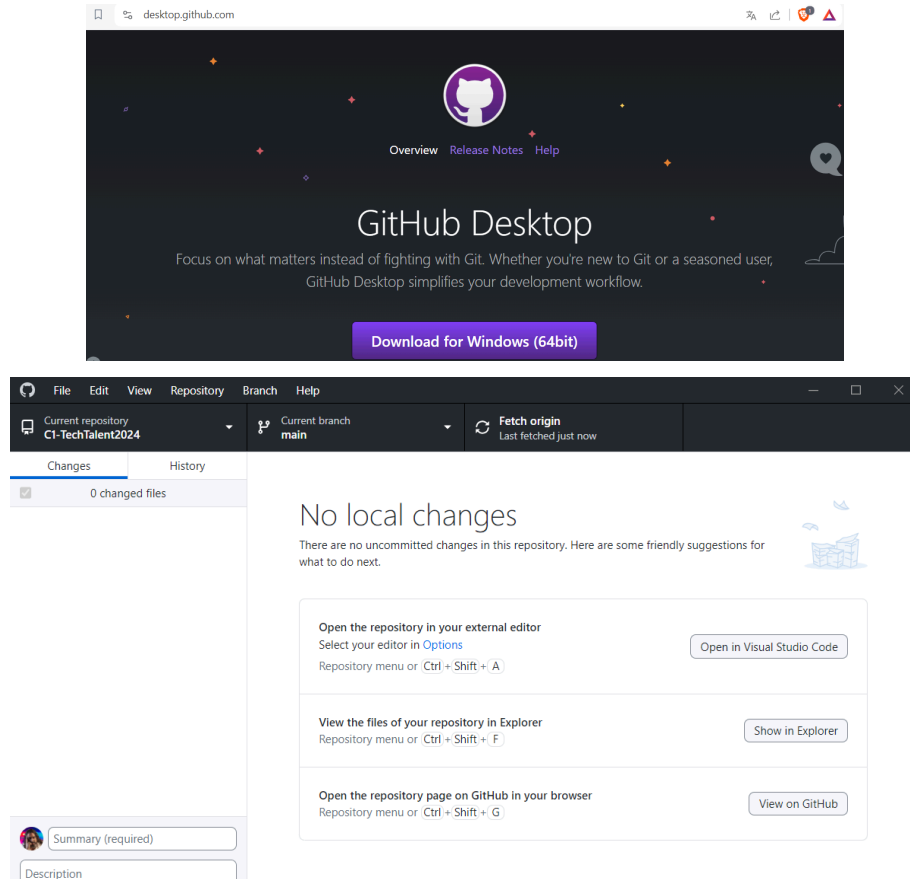 desktop.github.com
1
Overview Release Notes Help
GitHub Desktop
Focus on what matters instead of fighting with Git. Whether you're new to Git or a seasoned user,
GitHub Desktop simplifies your development workflow.
Download for Windows (64bit)
File Edit View Repository Branch Help
Current repository
C1-TechTalent2024
Current branch
main
Fetch origin
Last fetched just now
Changes History
0 changed files
No local changes
There are no uncommitted changes in this repository. Here are some friendly suggestions for
what to do next.
Open the repository in your external editor
Select your editor in Options
Repository menu or Ctrl + Shift + A
Open in Visual Studio Code
View the files of your repository in Explorer
Repository menu or Ctrl + Shift + F
Show in Explorer
Open the repository page on GitHub in your browser
Repository menu or Ctrl + Shift + G
View on GitHub
Summary (required)
Description